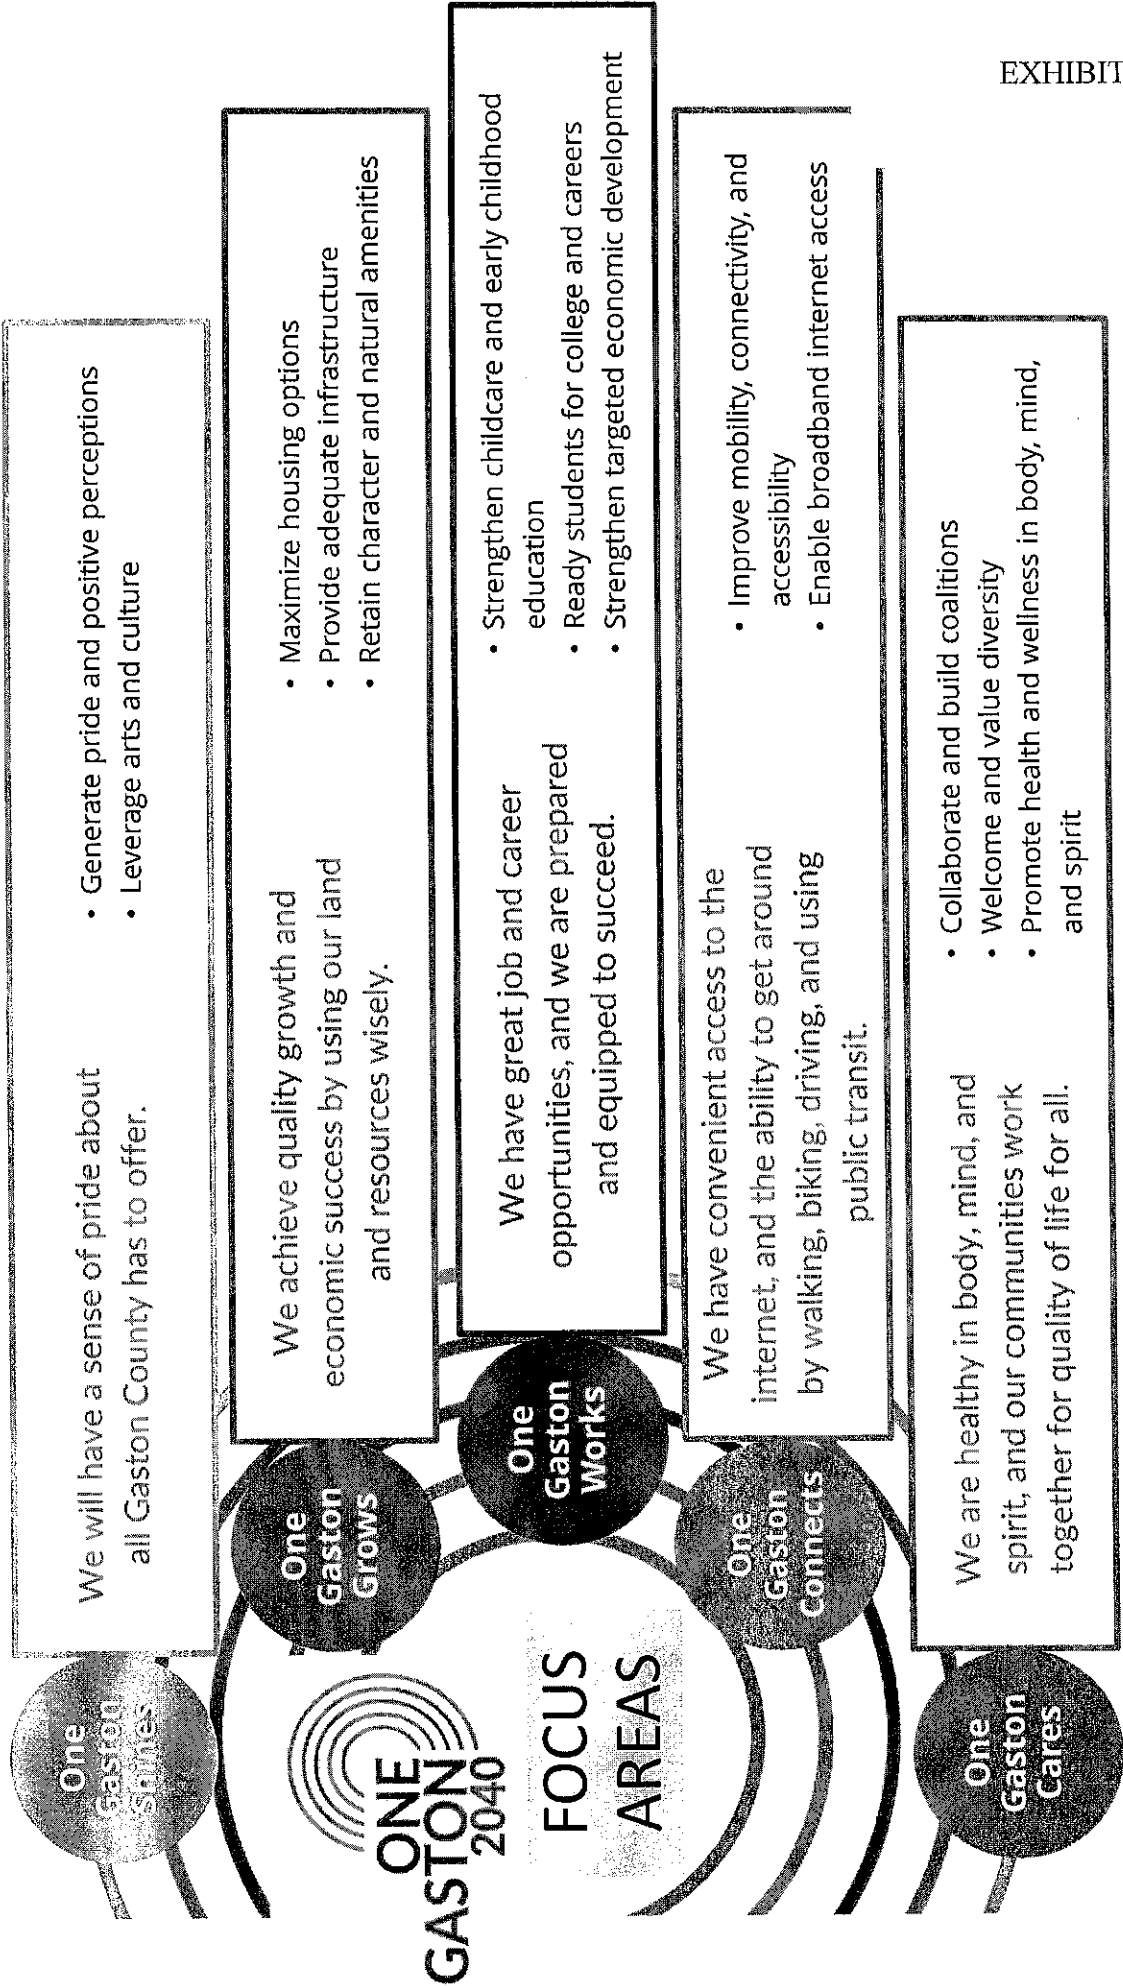 EXHIBIT
ONE
GASTON
2040
FOCUS
AREAS
One
Gaston
Shines
We will have a sense of pride about
all Gaston County has to offer.
• Generate pride and positive perceptions
• Leverage arts and culture
One
Gaston
Grows
We achieve quality growth and
economic success by using our land
and resources wisely.
• Maximize housing options
• Provide adequate infrastructure
• Retain character and natural amenities
One
Gaston
Works
We have great job and career
opportunities, and we are prepared
and equipped to succeed.
• Strengthen childcare and early childhood
education
• Ready students for college and careers
• Strengthen targeted economic development
One
Gaston
Connects
We have convenient access to the
internet, and the ability to get around
by walking, biking, driving, and using
public transit.
• Improve mobility, connectivity, and
accessibility
• Enable broadband internet access
One
Gaston
Cares
We are healthy in body, mind, and
spirit, and our communities work
together for quality of life for all.
• Collaborate and build coalitions
• Welcome and value diversity
• Promote health and wellness in body, mind,
and spirit